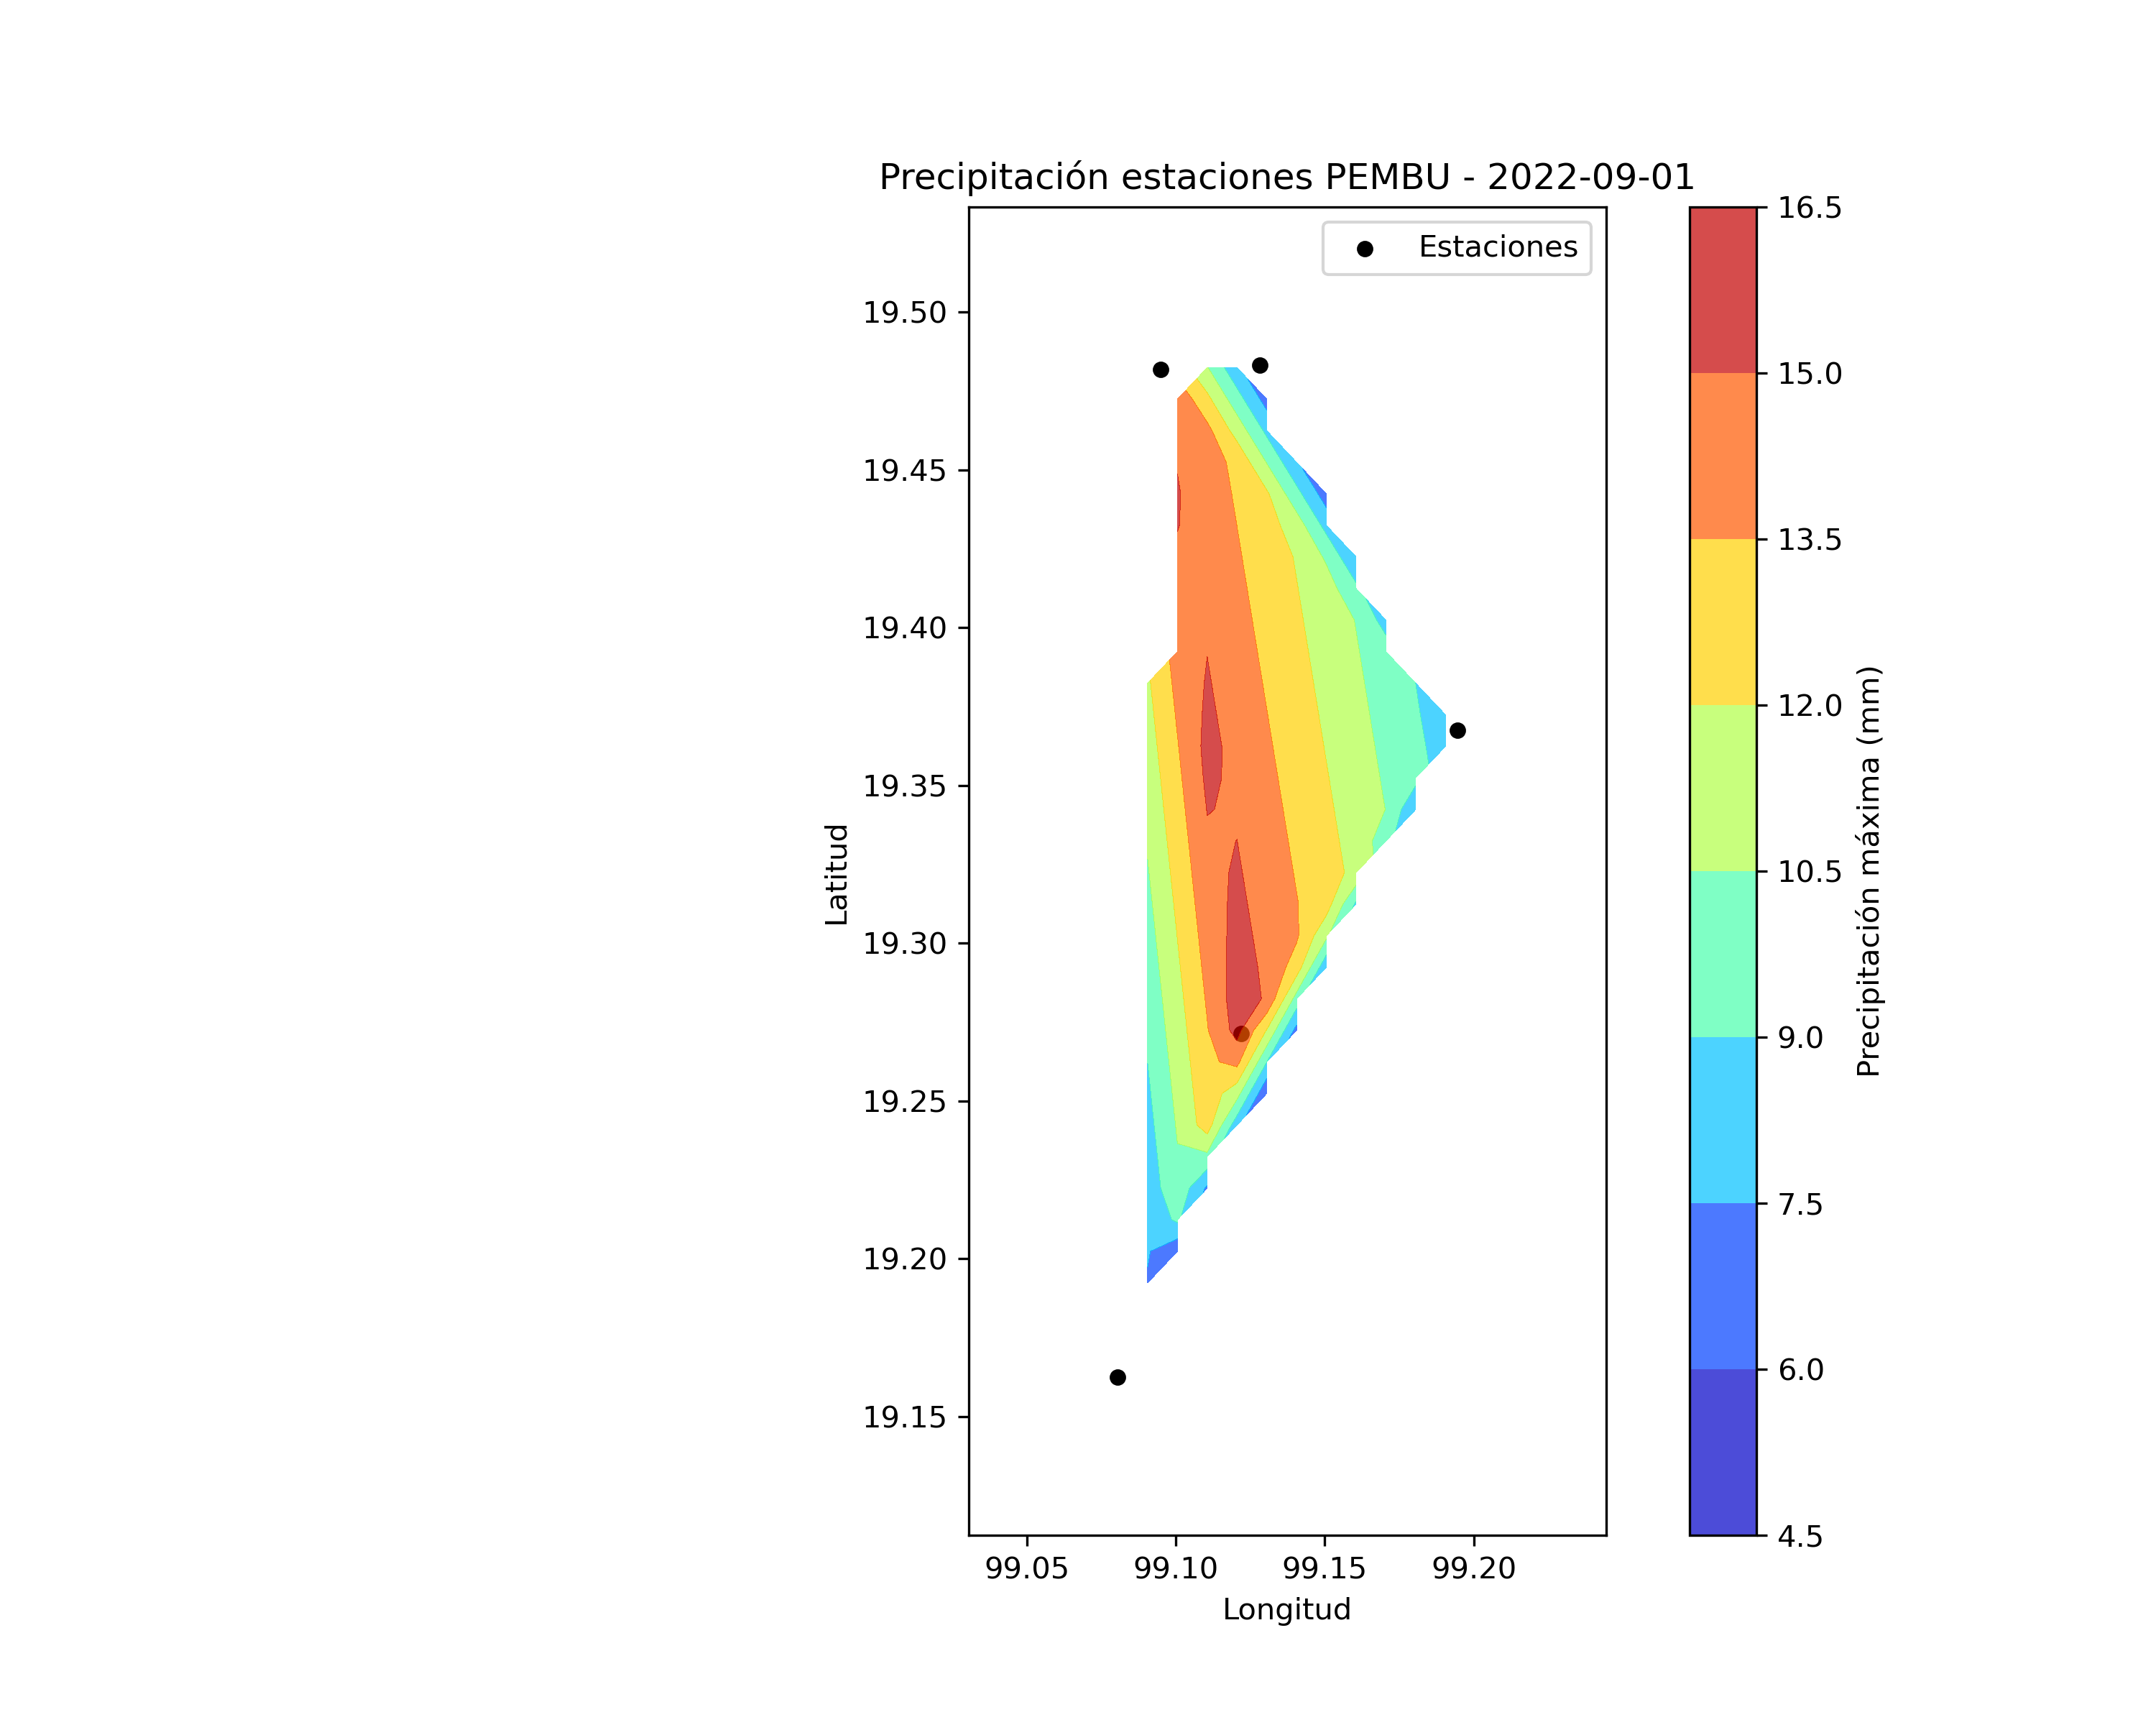 Precipitación estaciones PEMBU - 2022-09-01
Estaciones
19.50
19.45
19.40
19.35
19.30
19.25
19.20
19.15
Latitud
99.05 99.10 99.15 99.20
Longitud
16.5
15.0
13.5
12.0
10.5
9.0
7.5
6.0
4.5
Precipitación máxima (mm)